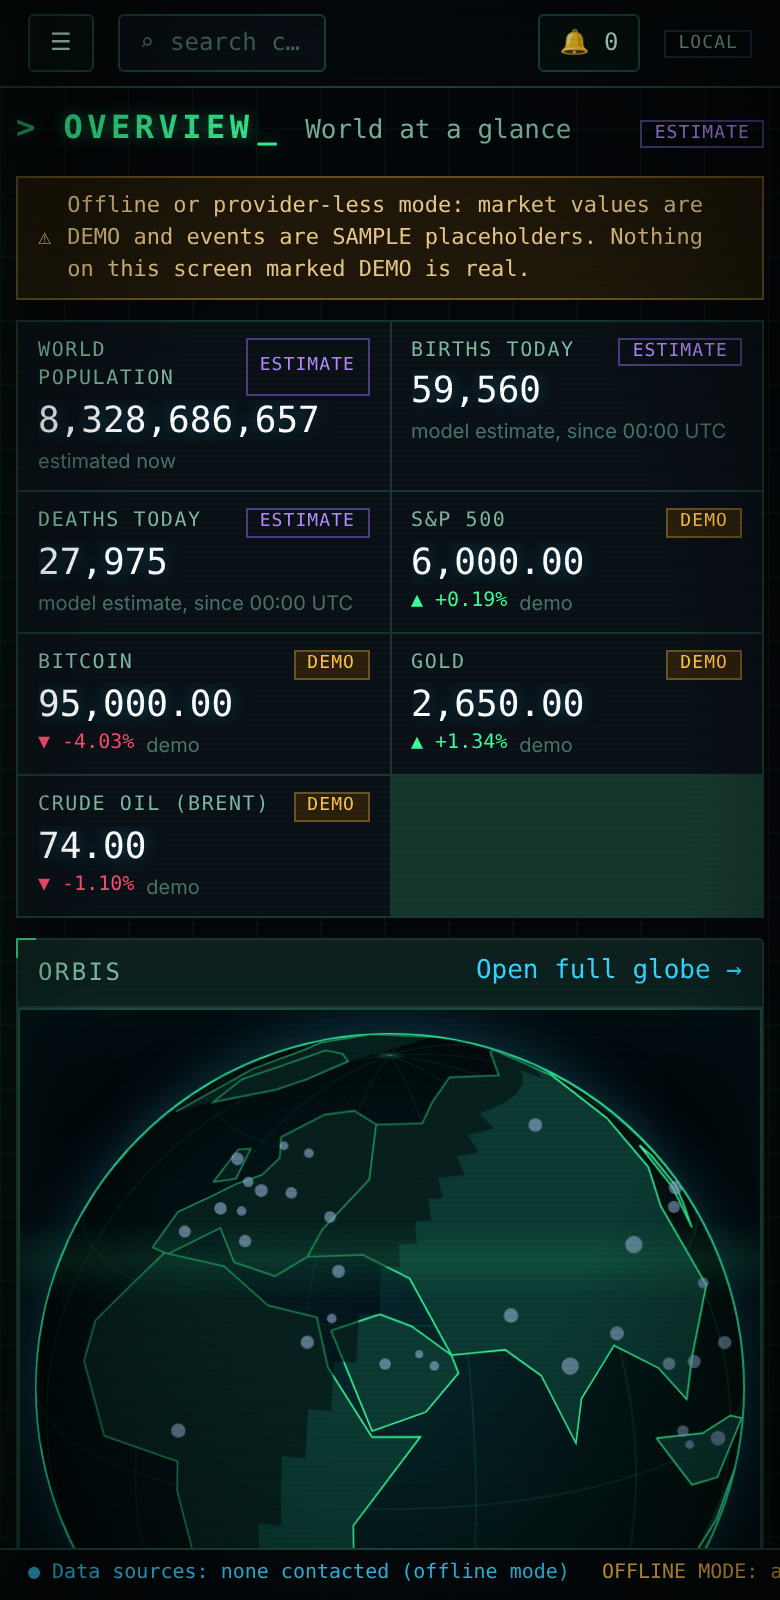 ☰ ⌕ search c… 🔔 0 LOCAL
> OVERVIEW_ World at a glance ESTIMATE
⚠ Offline or provider-less mode: market values are
DEMO and events are SAMPLE placeholders. Nothing
on this screen marked DEMO is real.
WORLD
POPULATION ESTIMATE
8,328,686,657
estimated now
BIRTHS TODAY ESTIMATE
59,560
model estimate, since 00:00 UTC
DEATHS TODAY ESTIMATE
27,975
model estimate, since 00:00 UTC
S&P 500 DEMO
6,000.00
▲ +0.19% demo
BITCOIN DEMO
95,000.00
▼ -4.03% demo
GOLD DEMO
2,650.00
▲ +1.34% demo
CRUDE OIL (BRENT) DEMO
74.00
▼ -1.10% demo
ORBIS Open full globe →
● Data sources: none contacted (offline mode) OFFLINE MODE: